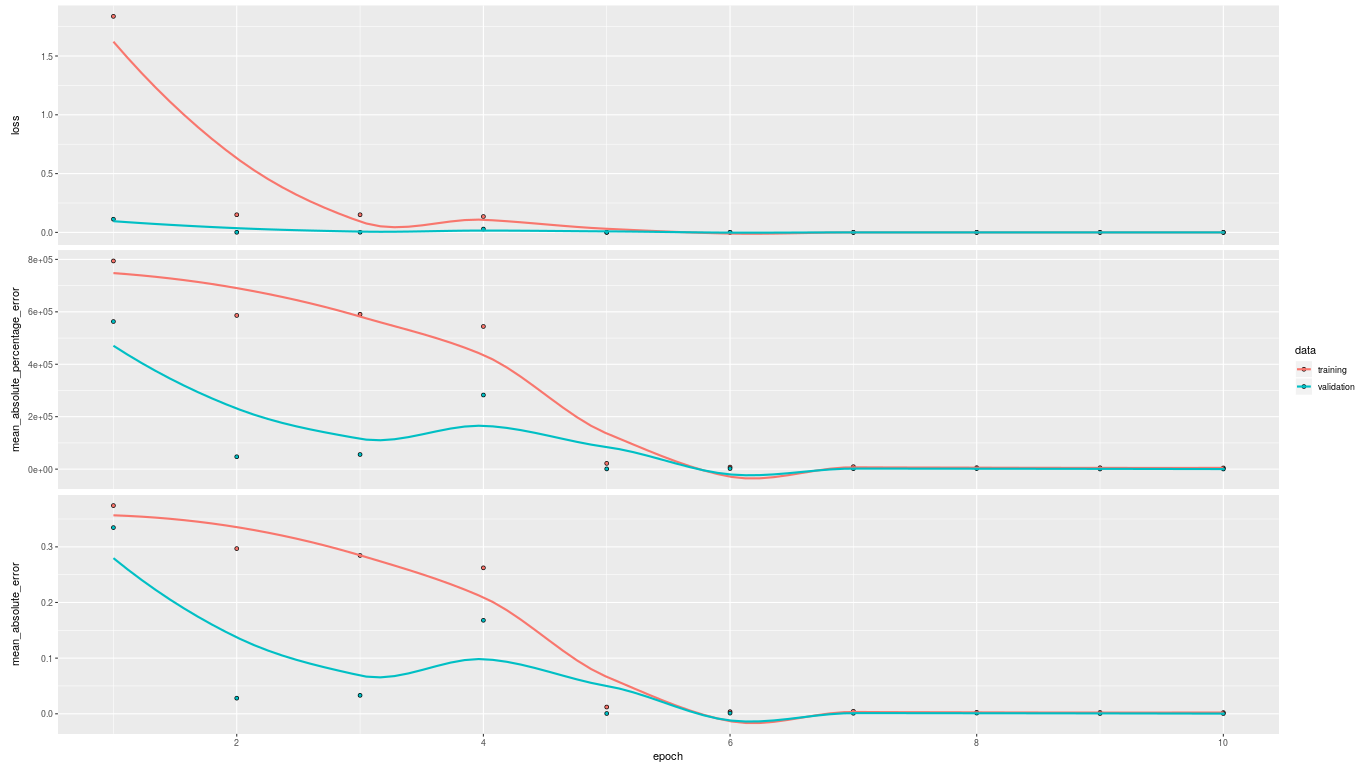 loss
1.5
1.0
0.5
0.0
mean_absolute_percentage_error
8e+05
6e+05
4e+05
2e+05
0e+00
mean_absolute_error
0.3
0.2
0.1
0.0
2
4
6
8
10
epoch
data
training
validation